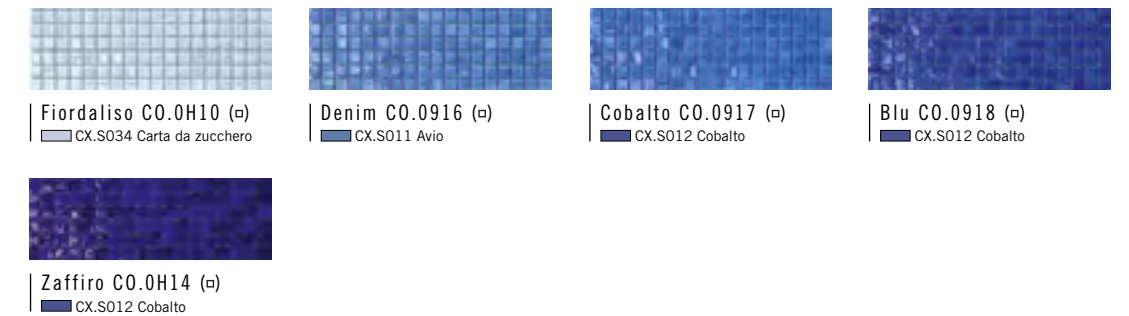 Fiordaliso CO.0H10 (¤)
CX.S034 Carta da zucchero
Denim CO.0916 (¤)
CX.S011 Avio
Cobalto CO.0917 (¤)
CX.S012 Cobalto
Blu CO.0918 (¤)
CX.S012 Cobalto
Zaffiro CO.0H14 (¤)
CX.S012 Cobalto